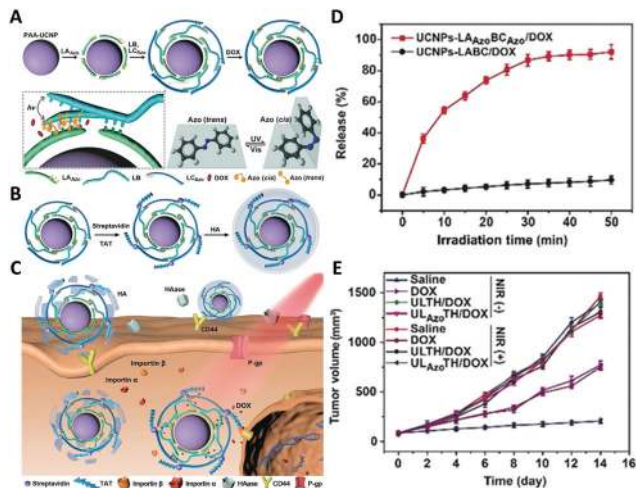 A
PAA-UCNP
LA_Azo
LB,
LC_Azo
DOX
hv
Azo (trans)
Azo (cis)
UV
Vis
LA_Azo LB LC_Azo DOX Azo (cis) Azo (trans)
B
Streptavidin
TAT
HA
C
HA
HAase
CD44
P-gp
Importin β
Importin α
DOX
Streptavidin TAT Importin β Importin α HAase CD44 P-gp
D
UCNPs-LA_AzoBC_Azo/DOX
UCNPs-LABC/DOX
Release (%)
100
80
60
40
20
0
0 10 20 30 40 50
Irradiation time (min)
E
Saline
DOX
ULTH/DOX
UL_AzoTH/DOX
NIR (-)
Saline
DOX
ULTH/DOX
UL_AzoTH/DOX
NIR (+)
Tumor volume (mm³)
1500
1000
500
0
0 2 4 6 8 10 12 14 16
Time (day)